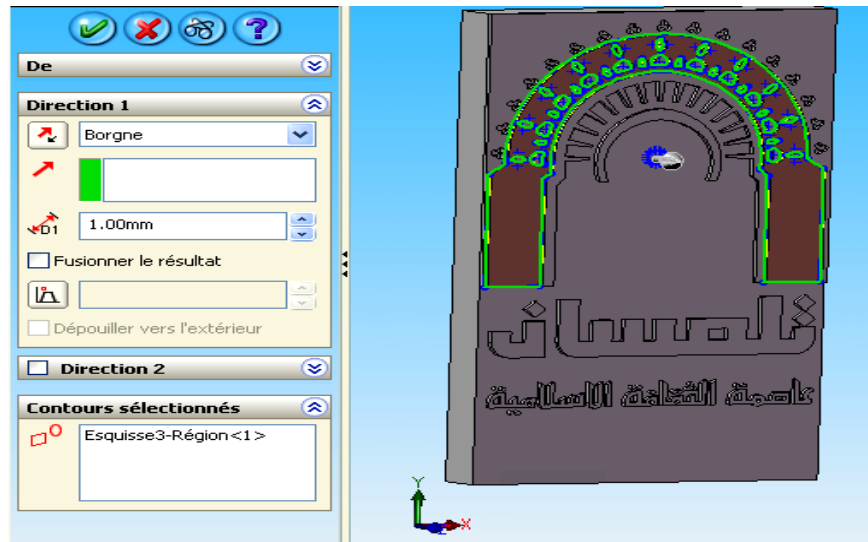 De
Direction 1
Borgne
D1
1.00mm
Fusionner le résultat
Dépouiller vers l'extérieur
Direction 2
Contours sélectionnés
Esquisse3-Région<1>
تلمسان
عاصمة الثقافة الاسلامية
Y
X
Z